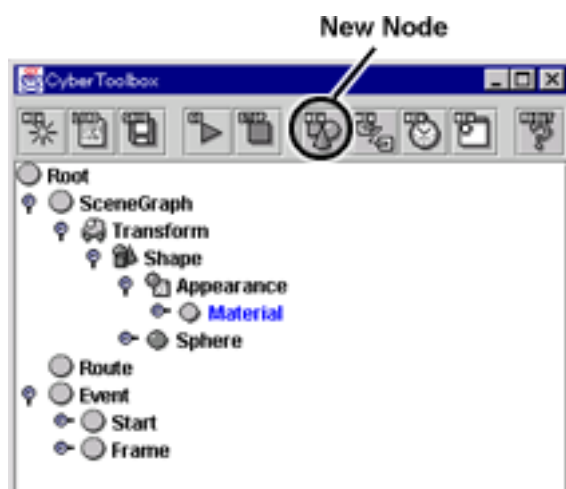 New Node
CyberToolbox
Root
SceneGraph
Transform
Shape
Appearance
Material
Sphere
Route
Event
Start
Frame